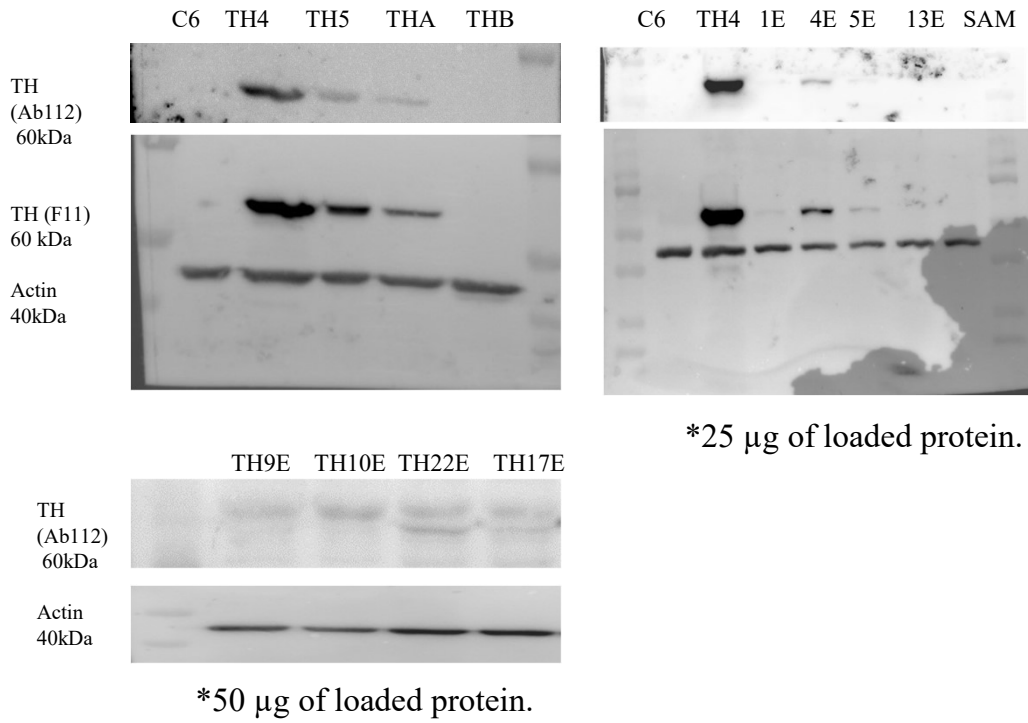 C6 TH4 TH5 THA THB
TH
(Ab112)
60kDa
TH (F11)
60 kDa
Actin
40kDa
C6 TH4 1E 4E 5E 13E SAM
*25 µg of loaded protein.
TH9E TH10E TH22E TH17E
TH
(Ab112)
60kDa
Actin
40kDa
*50 µg of loaded protein.